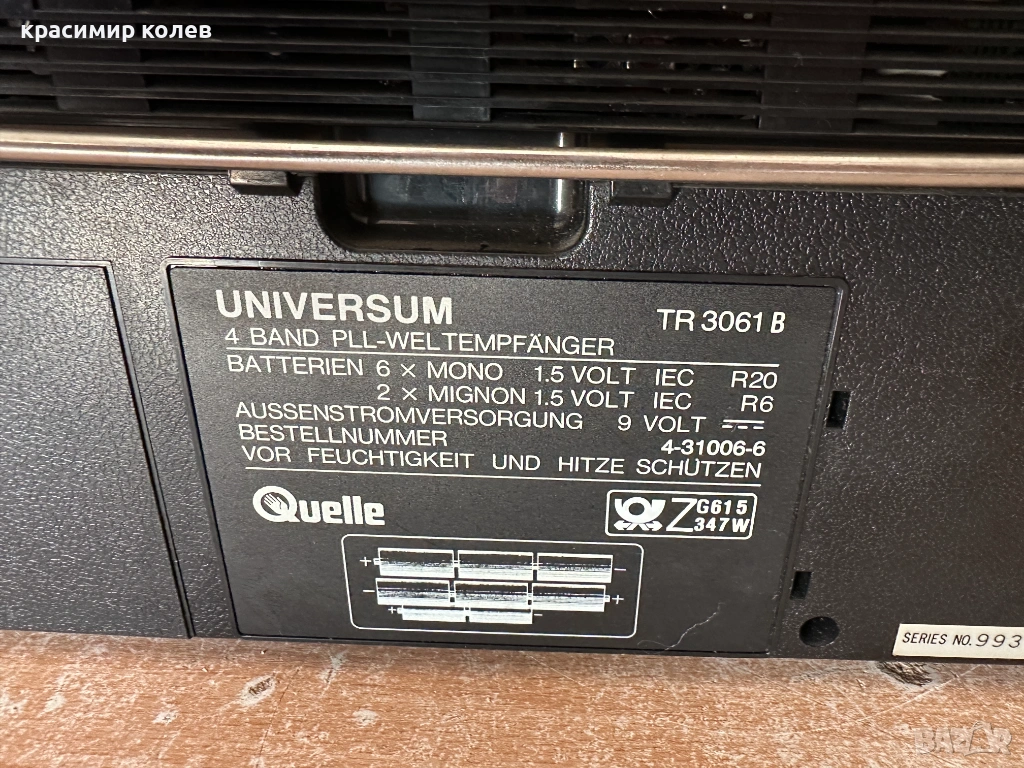 красимир колев
UNIVERSUM TR 3061 B
4 BAND PLL-WELTEMPFÄNGER
BATTERIEN 6 × MONO 1.5 VOLT IEC R20
2 × MIGNON 1.5 VOLT IEC R6
AUSSENSTROMVERSORGUNG 9 VOLT
BESTELLNUMMER 4-31006-6
VOR FEUCHTIGKEIT UND HITZE SCHÜTZEN
Quelle
Z G615
347W
+ -
- +
+ -
SERIES NO. 993
BAZAR